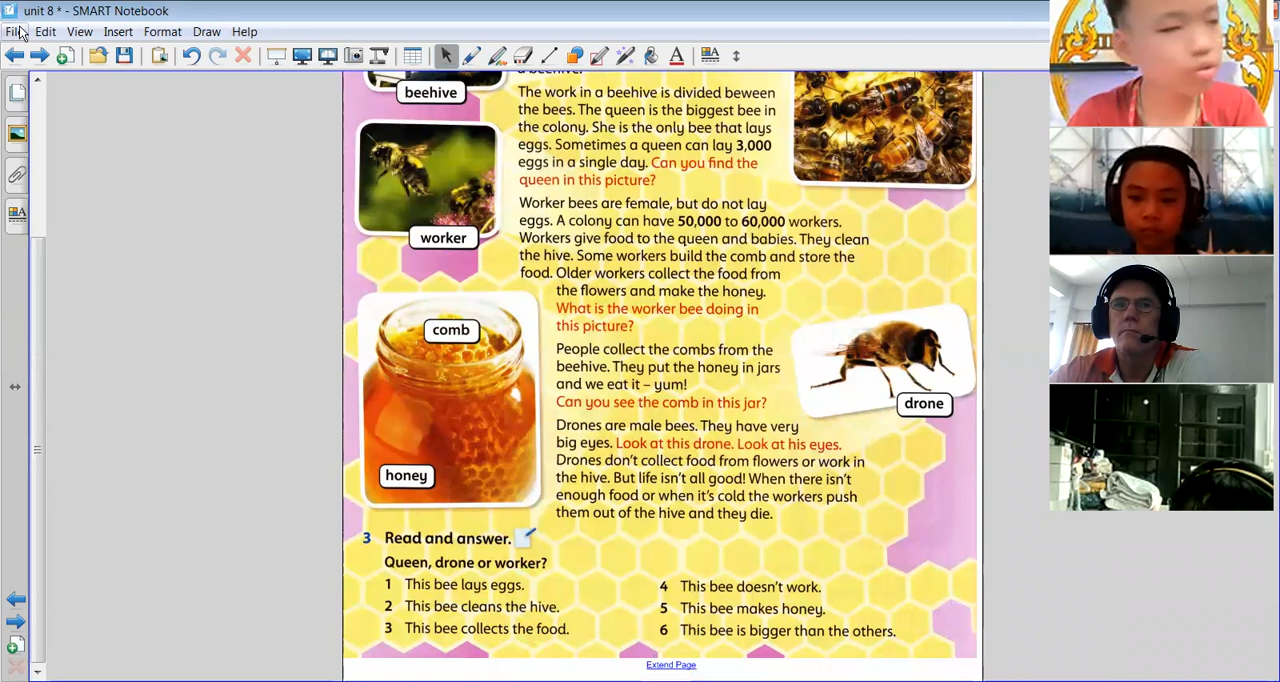 unit 8 * - SMART Notebook
File Edit View Insert Format Draw Help
beehive
The work in a beehive is divided beween
the bees. The queen is the biggest bee in
the colony. She is the only bee that lays
eggs. Sometimes a queen can lay 3,000
eggs in a single day. Can you find the
queen in this picture?
worker
Worker bees are female, but do not lay
eggs. A colony can have 50,000 to 60,000 workers.
Workers give food to the queen and babies. They clean
the hive. Some workers build the comb and store the
food. Older workers collect the food from
the flowers and make the honey.
What is the worker bee doing in
this picture?
comb
honey
People collect the combs from the
beehive. They put the honey in jars
and we eat it – yum!
Can you see the comb in this jar?
drone
Drones are male bees. They have very
big eyes. Look at this drone. Look at his eyes.
Drones don't collect food from flowers or work in
the hive. But life isn't all good! When there isn't
enough food or when it's cold the workers push
them out of the hive and they die.
3 Read and answer.
Queen, drone or worker?
1 This bee lays eggs.
2 This bee cleans the hive.
3 This bee collects the food.
4 This bee doesn't work.
5 This bee makes honey.
6 This bee is bigger than the others.
Extend Page